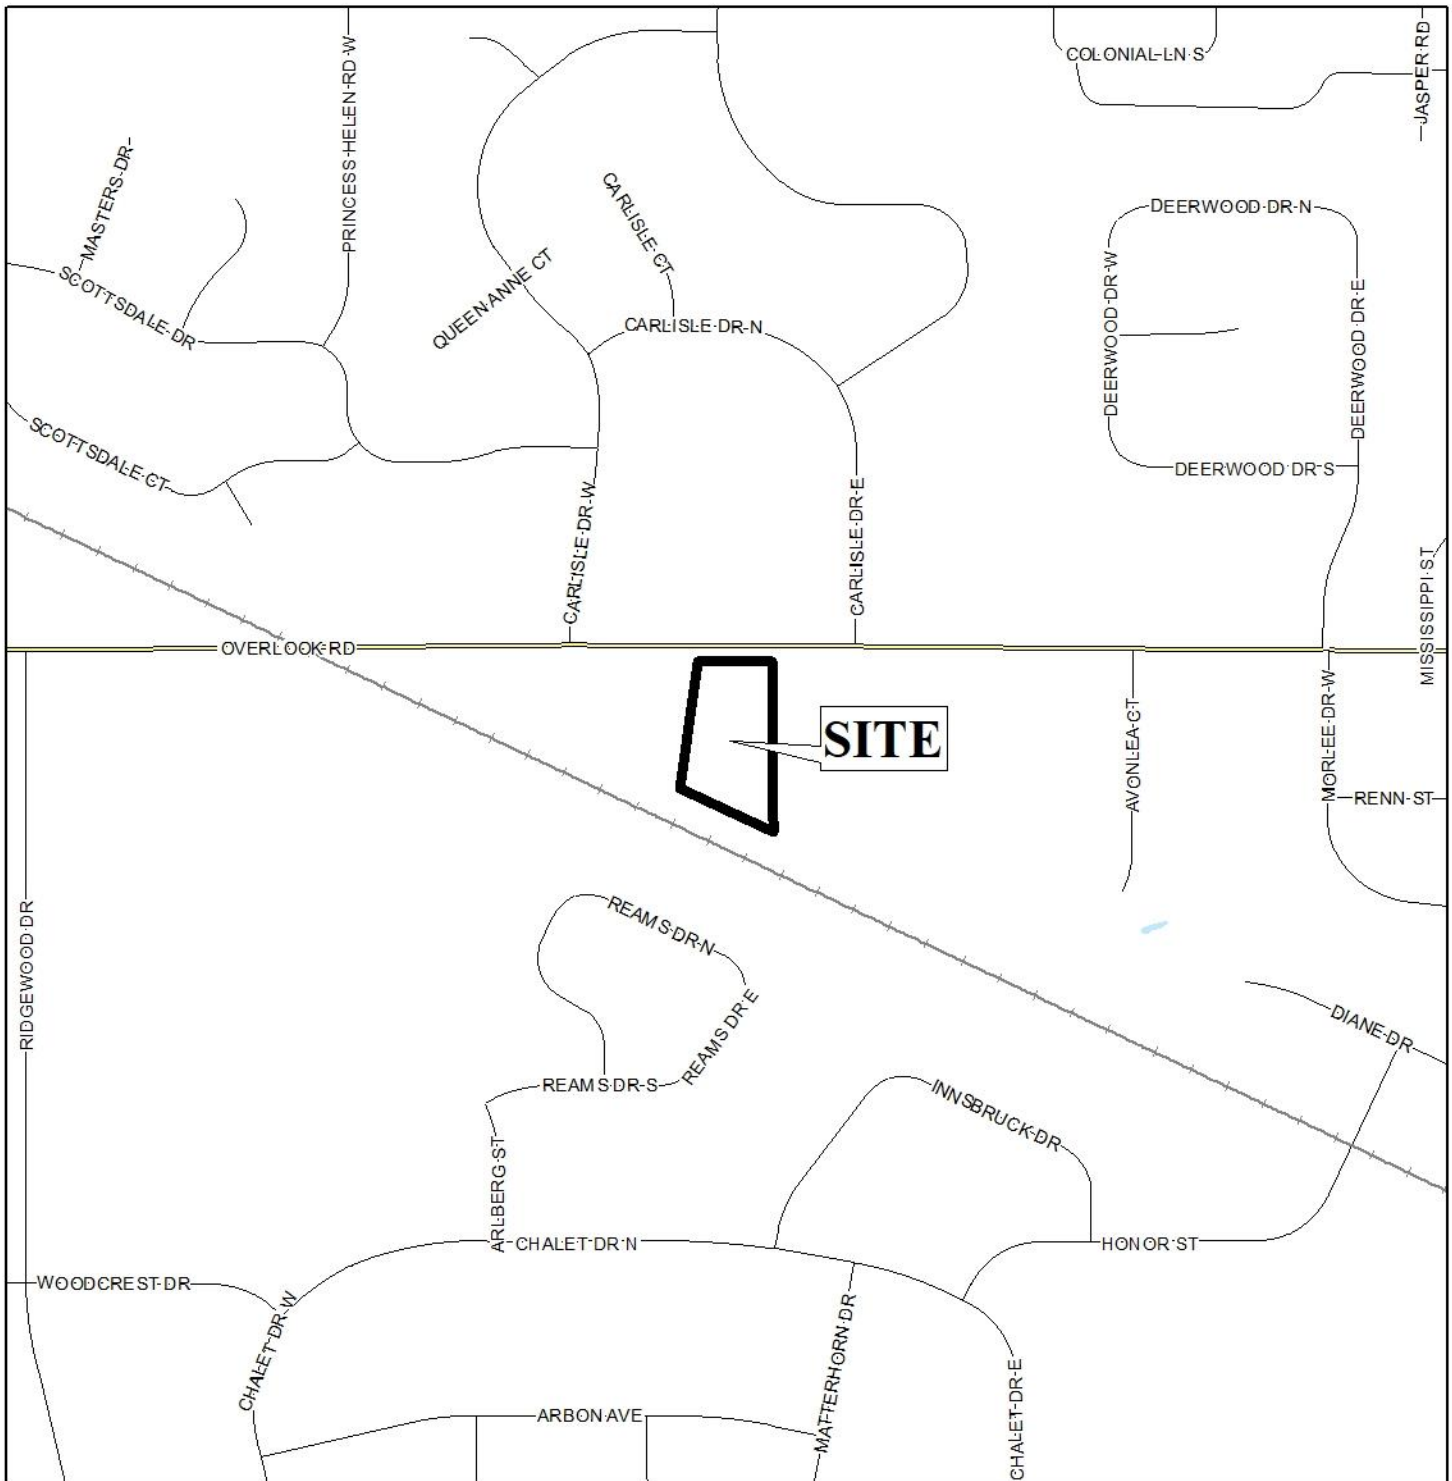 COLONIAL LN S
JASPER RD
PRINCESS HELEN RD W
MASTERS DR
CARLISLE CT
DEERWOOD DR N
SCOTTSDALE DR
QUEEN ANNE CT
CARLISLE DR N
DEERWOOD DR W
DEERWOOD DR E
SCOTTSDALE CT
DEERWOOD DR S
CARLISLE DR W
CARLISLE DR E
MISSISSIPPI ST
OVERLOOK RD
SITE
AVONLEA CT
MORLEE DR W
RENN ST
RIDGEWOOD DR
REAMS DR N
REAMS DR E
DIANE DR
REAMS DR S
INNSBRUCK DR
ARLBERG ST
CHALET DR N
HONOR ST
WOODCREST DR
CHALET DR W
MATTERHORN DR
CHALET DR E
ARBON AVE